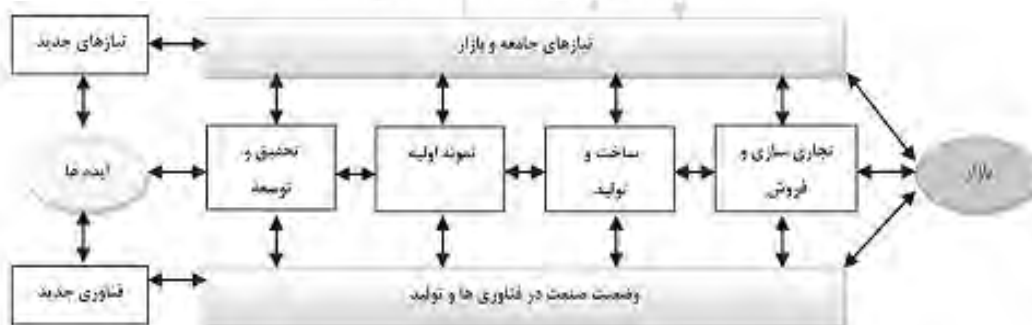 نیازهای جدید
نیازهای جامعه و بازار
ایده ها
تحقیق و
توسعه
نمونه اولیه
ساخت و
تولید
تجاری سازی و
فروش
بازار
فناوری جدید
وضعیت صنعت در فناوری ها و تولید